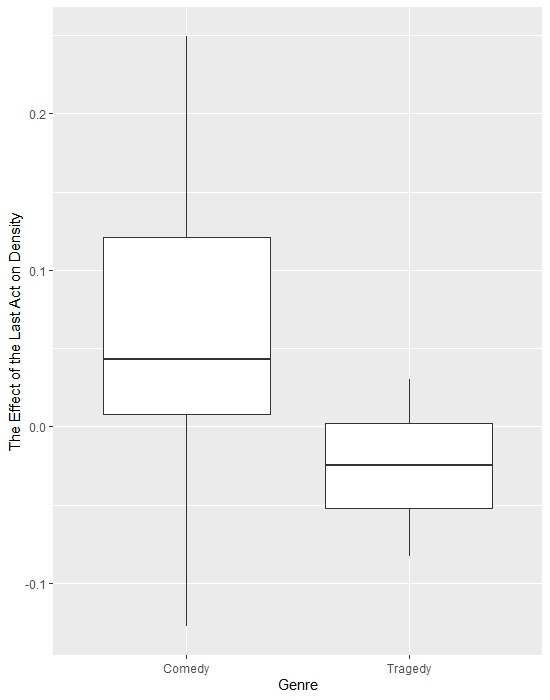 The Effect of the Last Act on Density
0.2
0.1
0.0
-0.1
Comedy
Tragedy
Genre